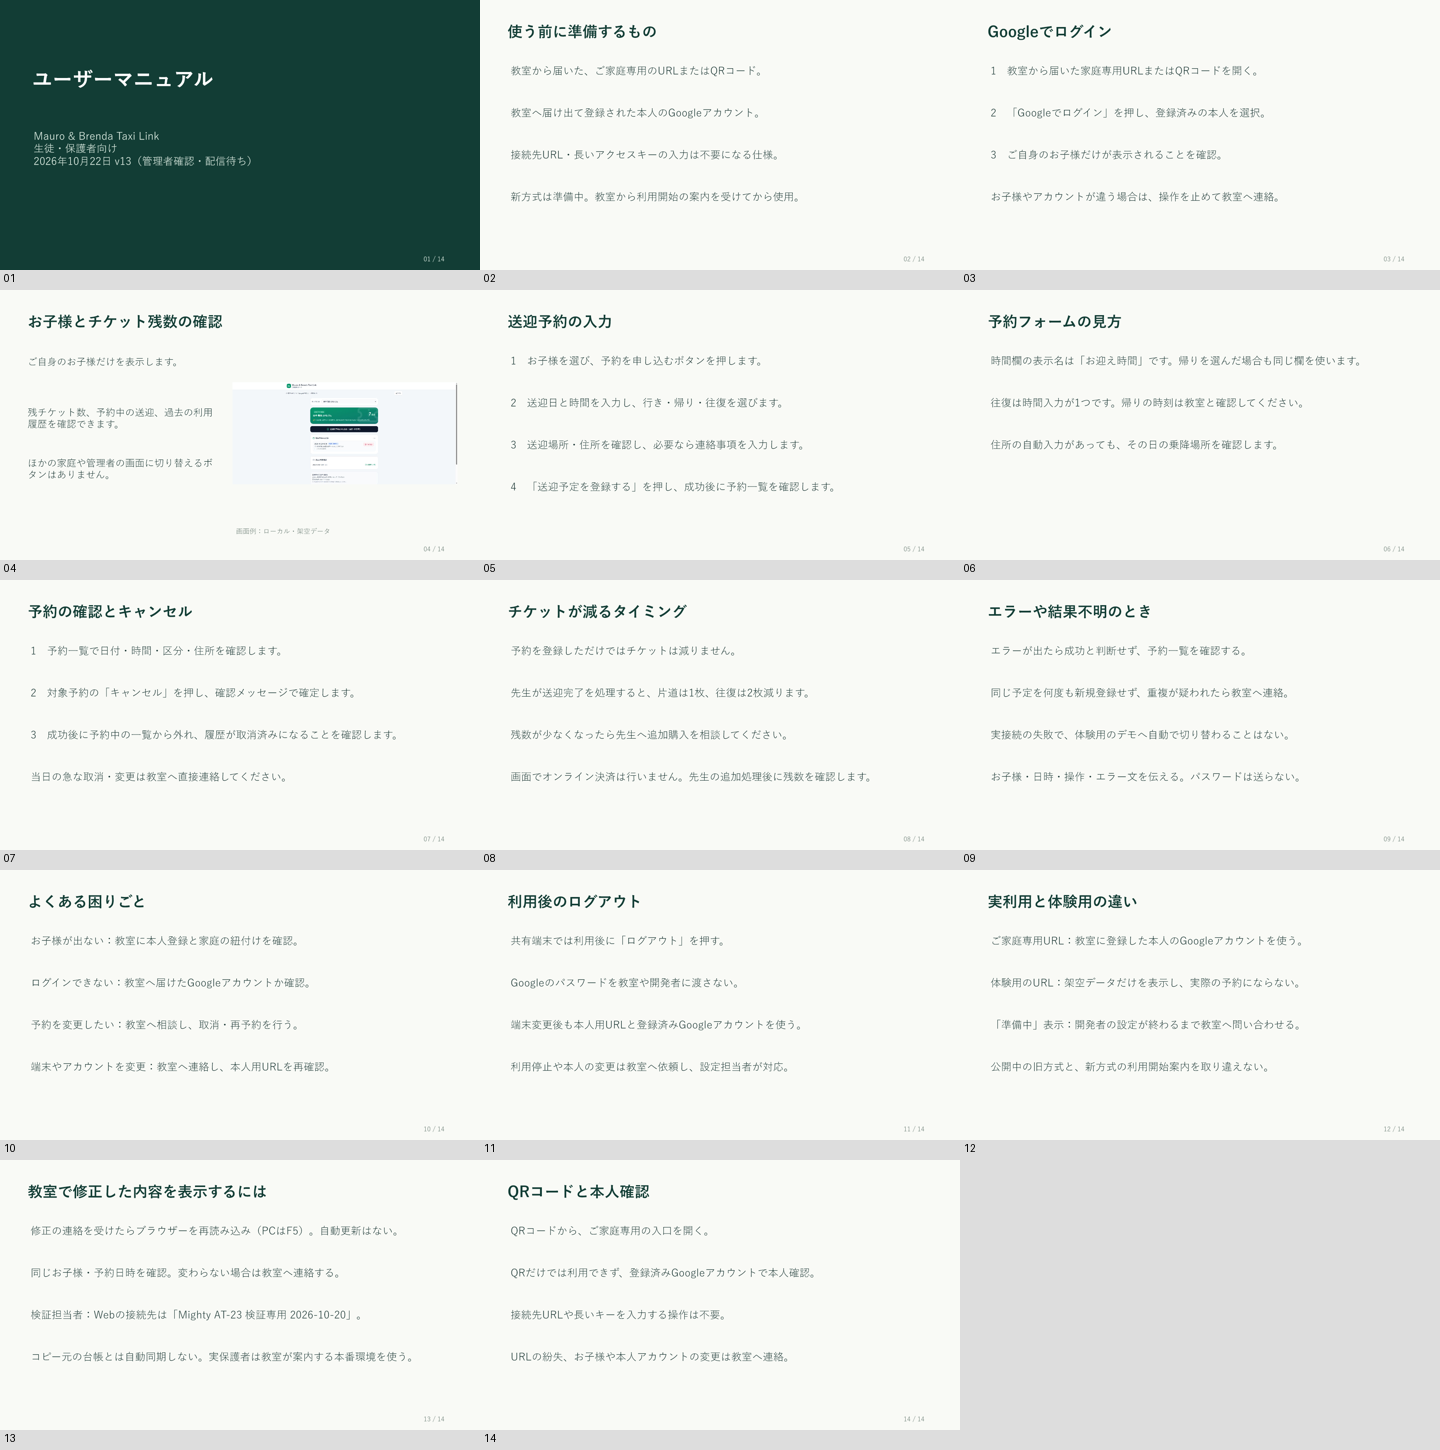 ユーザーマニュアル
Mauro & Brenda Taxi Link
生徒・保護者向け
2026年10月22日 v13（管理者確認・配信待ち）
01 / 14
01
使う前に準備するもの
教室から届いた、ご家庭専用のURLまたはQRコード。
教室へ届け出て登録された本人のGoogleアカウント。
接続先URL・長いアクセスキーの入力は不要になる仕様。
新方式は準備中。教室から利用開始の案内を受けてから使用。
02 / 14
02
Googleでログイン
1 教室から届いた家庭専用URLまたはQRコードを開く。
2 「Googleでログイン」を押し、登録済みの本人を選択。
3 ご自身のお子様だけが表示されることを確認。
お子様やアカウントが違う場合は、操作を止めて教室へ連絡。
03 / 14
03
お子様とチケット残数の確認
ご自身のお子様だけを表示します。
残チケット数、予約中の送迎、過去の利用
履歴を確認できます。
ほかの家庭や管理者の画面に切り替えるボ
タンはありません。
画面例：ローカル・架空データ
04 / 14
04
送迎予約の入力
1 お子様を選び、予約を申し込むボタンを押します。
2 送迎日と時間を入力し、行き・帰り・往復を選びます。
3 送迎場所・住所を確認し、必要なら連絡事項を入力します。
4 「送迎予定を登録する」を押し、成功後に予約一覧を確認します。
05 / 14
05
予約フォームの見方
時間欄の表示名は「お迎え時間」です。帰りを選んだ場合も同じ欄を使います。
往復は時間入力が1つです。帰りの時刻は教室と確認してください。
住所の自動入力があっても、その日の乗降場所を確認します。
06 / 14
06
予約の確認とキャンセル
1 予約一覧で日付・時間・区分・住所を確認します。
2 対象予約の「キャンセル」を押し、確認メッセージで確定します。
3 成功後に予約中の一覧から外れ、履歴が取消済みになることを確認します。
当日の急な取消・変更は教室へ直接連絡してください。
07 / 14
07
チケットが減るタイミング
予約を登録しただけではチケットは減りません。
先生が送迎完了を処理すると、片道は1枚、往復は2枚減ります。
残数が少なくなったら先生へ追加購入を相談してください。
画面でオンライン決済は行いません。先生の追加処理後に残数を確認します。
08 / 14
08
エラーや結果不明のとき
エラーが出たら成功と判断せず、予約一覧を確認する。
同じ予定を何度も新規登録せず、重複が疑われたら教室へ連絡。
実接続の失敗で、体験用のデモへ自動で切り替わることはない。
お子様・日時・操作・エラー文を伝える。パスワードは送らない。
09 / 14
09
よくある困りごと
お子様が出ない：教室に本人登録と家庭の紐付けを確認。
ログインできない：教室へ届けたGoogleアカウントか確認。
予約を変更したい：教室へ相談し、取消・再予約を行う。
端末やアカウントを変更：教室へ連絡し、本人用URLを再確認。
10 / 14
10
利用後のログアウト
共有端末では利用後に「ログアウト」を押す。
Googleのパスワードを教室や開発者に渡さない。
端末変更後も本人用URLと登録済みGoogleアカウントを使う。
利用停止や本人の変更は教室へ依頼し、設定担当者が対応。
11 / 14
11
実利用と体験用の違い
ご家庭専用URL：教室に登録した本人のGoogleアカウントを使う。
体験用のURL：架空データだけを表示し、実際の予約にならない。
「準備中」表示：開発者の設定が終わるまで教室へ問い合わせる。
公開中の旧方式と、新方式の利用開始案内を取り違えない。
12 / 14
12
教室で修正した内容を表示するには
修正の連絡を受けたらブラウザーを再読み込み（PCはF5）。自動更新はない。
同じお子様・予約日時を確認。変わらない場合は教室へ連絡する。
検証担当者：Webの接続先は「Mighty AT-23 検証専用 2026-10-20」。
コピー元の台帳とは自動同期しない。実保護者は教室が案内する本番環境を使う。
13 / 14
13
QRコードと本人確認
QRコードから、ご家庭専用の入口を開く。
QRだけでは利用できず、登録済みGoogleアカウントで本人確認。
接続先URLや長いキーを入力する操作は不要。
URLの紛失、お子様や本人アカウントの変更は教室へ連絡。
14 / 14
14